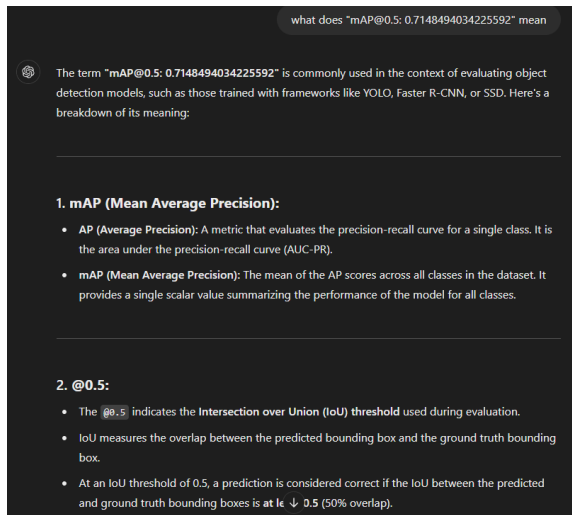 what does "mAP@0.5: 0.7148494034225592" mean
The term "mAP@0.5: 0.7148494034225592" is commonly used in the context of evaluating object
detection models, such as those trained with frameworks like YOLO, Faster R-CNN, or SSD. Here's a
breakdown of its meaning:
1. mAP (Mean Average Precision):
• AP (Average Precision): A metric that evaluates the precision-recall curve for a single class. It is
the area under the precision-recall curve (AUC-PR).
• mAP (Mean Average Precision): The mean of the AP scores across all classes in the dataset. It
provides a single scalar value summarizing the performance of the model for all classes.
2. @0.5:
• The @0.5 indicates the Intersection over Union (IoU) threshold used during evaluation.
• IoU measures the overlap between the predicted bounding box and the ground truth bounding
box.
• At an IoU threshold of 0.5, a prediction is considered correct if the IoU between the predicted
and ground truth bounding boxes is at le 0.5 (50% overlap).